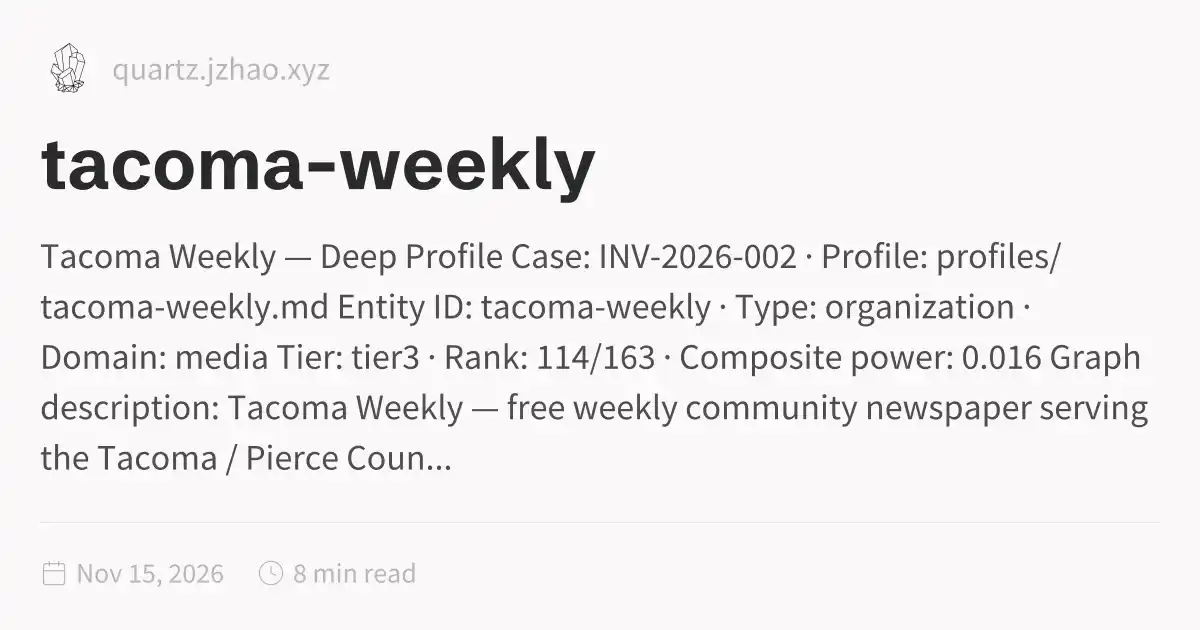 quartz.jzhao.xyz
tacoma-weekly
Tacoma Weekly — Deep Profile Case: INV-2026-002 · Profile: profiles/
tacoma-weekly.md Entity ID: tacoma-weekly · Type: organization ·
Domain: media Tier: tier3 · Rank: 114/163 · Composite power: 0.016 Graph
description: Tacoma Weekly — free weekly community newspaper serving
the Tacoma / Pierce Coun...
Nov 15, 2026 8 min read